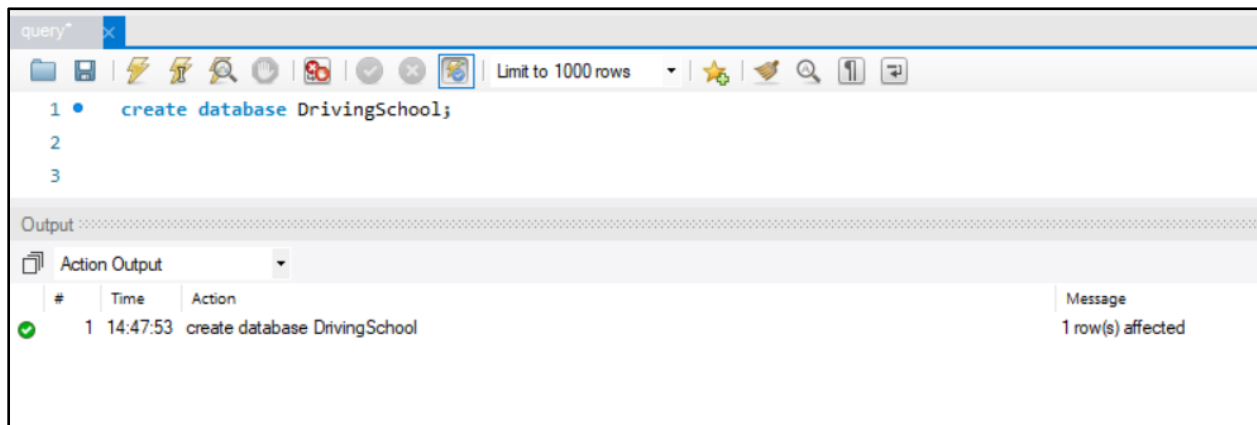 query*
Limit to 1000 rows
1 create database DrivingSchool;
2
3
Output
Action Output
# Time Action Message
1 14:47:53 create database DrivingSchool 1 row(s) affected